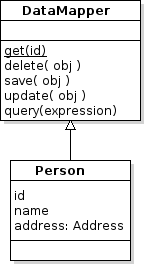 DataMapper
get(id)
delete( obj )
save( obj )
update( obj )
query(expression)
Person
id
name
address: Address